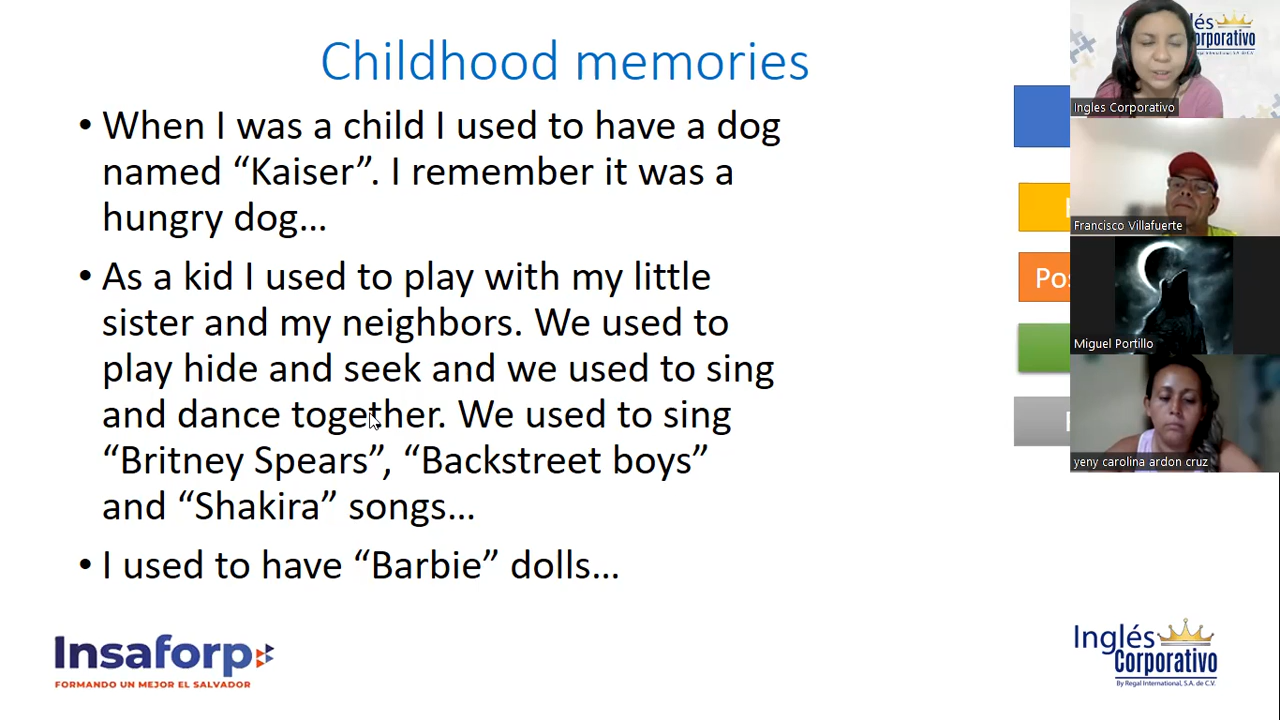 Childhood memories
• When I was a child I used to have a dog
named “Kaiser”. I remember it was a
hungry dog...
• As a kid I used to play with my little
sister and my neighbors. We used to
play hide and seek and we used to sing
and dance together. We used to sing
“Britney Spears”, “Backstreet boys”
and “Shakira” songs...
• I used to have “Barbie” dolls...
Insaforp
FORMANDO UN MEJOR EL SALVADOR
Inglés
Corporativo
By Regal International, S.A. de C.V.
Ingles Corporativo
Francisco Villafuerte
Pos
Miguel Portillo
yeny carolina ardon cruz